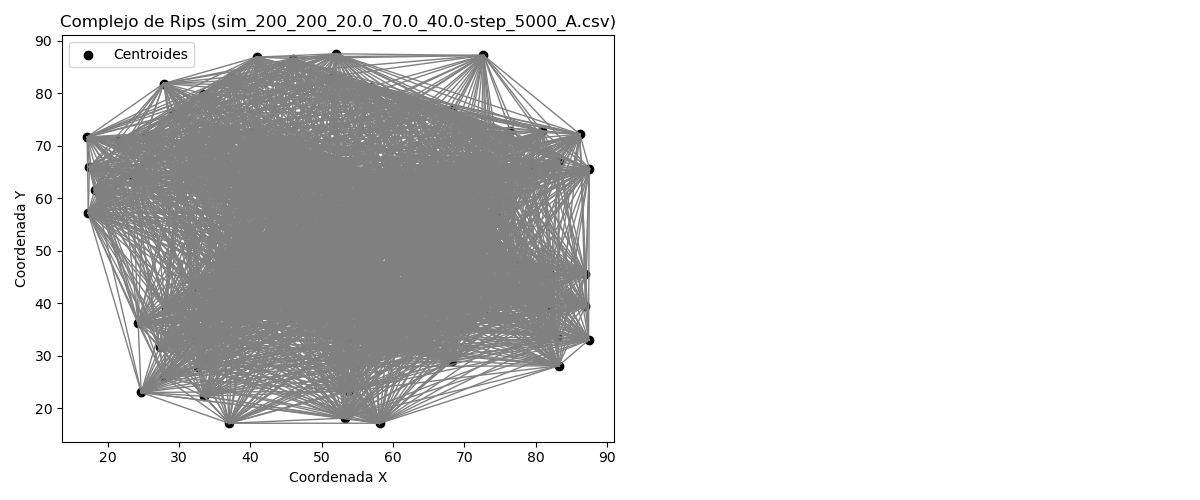 Complejo de Rips (sim_200_200_20.0_70.0_40.0-step_5000_A.csv)
Centroides
Coordenada Y
90
80
70
60
50
40
30
20
20 30 40 50 60 70 80 90
Coordenada X